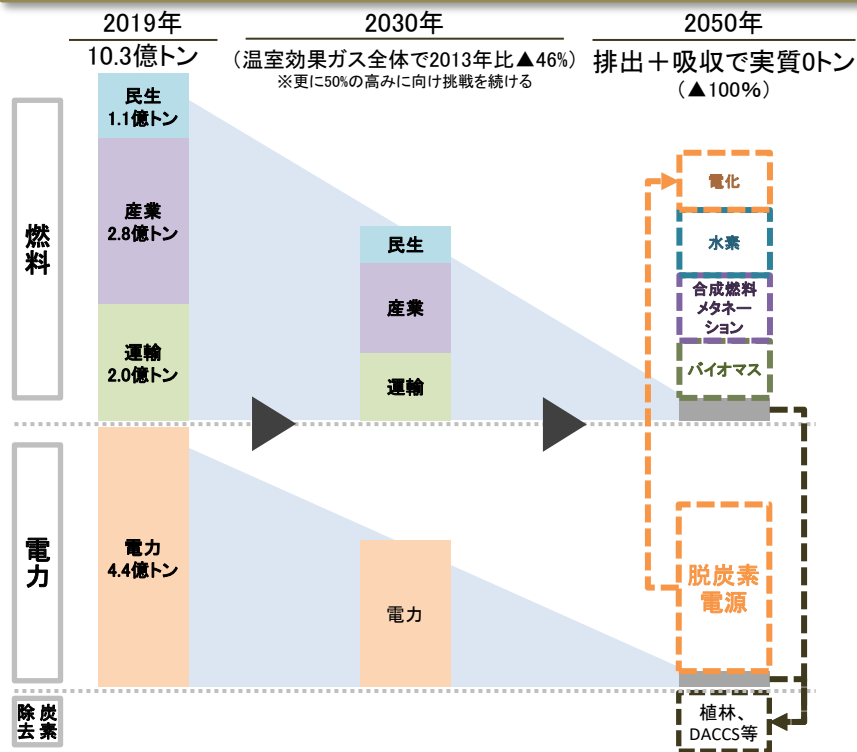 2019年
10.3億トン
2030年
(温室効果ガス全体で2013年比▲46%)
※更に50%の高みに向け挑戦を続ける
2050年
排出＋吸収で実質0トン
(▲100%)
燃料
民生
1.1億トン
産業
2.8億トン
運輸
2.0億トン
民生
産業
運輸
電化
水素
合成燃料
メタネー
ション
バイオマス
電力
電力
4.4億トン
電力
脱炭素
電源
炭素
除去
植林、
DACCS等